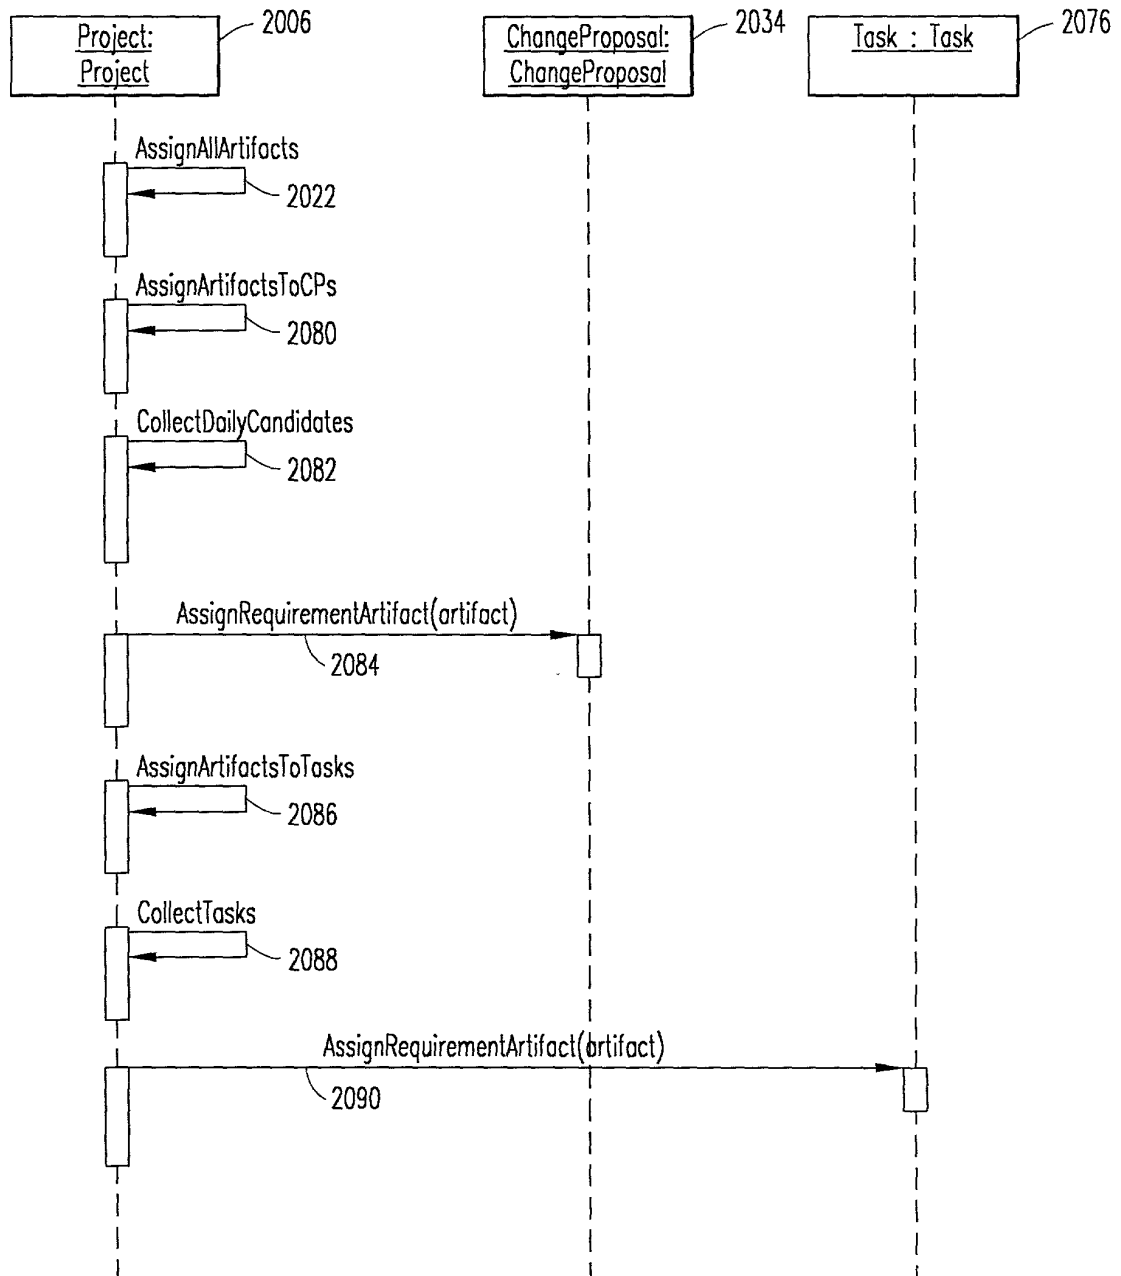 Project:
Project
2006
ChangeProposal:
ChangeProposal
2034
Task : Task
2076
AssignAllArtifacts
2022
AssignArtifactsToCPs
2080
CollectDailyCandidates
2082
AssignRequirementArtifact(artifact)
2084
AssignArtifactsToTasks
2086
CollectTasks
2088
AssignRequirementArtifact(artifact)
2090